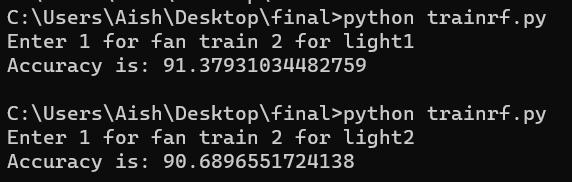 C:\Users\Aish\Desktop\final>python trainrf.py
Enter 1 for fan train 2 for light1
Accuracy is: 91.37931034482759
C:\Users\Aish\Desktop\final>python trainrf.py
Enter 1 for fan train 2 for light2
Accuracy is: 90.6896551724138